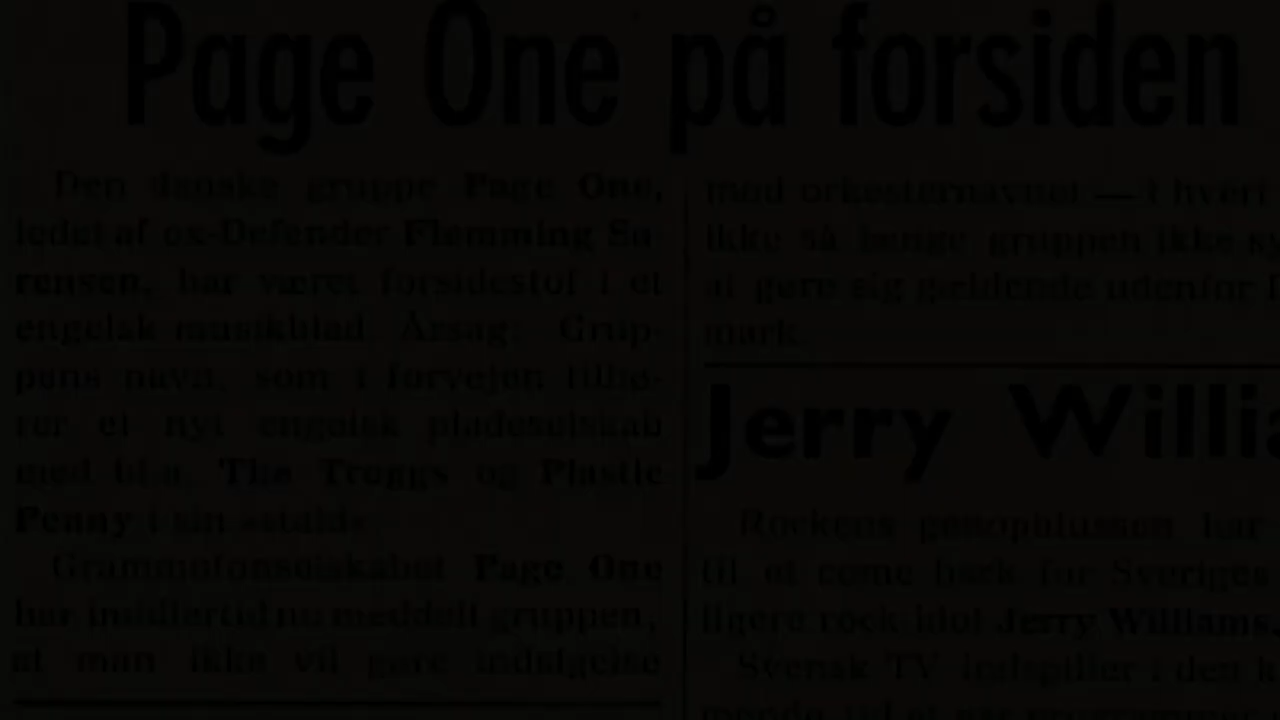 Page One på forsiden
Den danske gruppe Page One,
ledet af ex-Defender Flemming Sø-
rensen, har været forsidestof i et
engelsk musikblad. Årsag: Grup-
pens navn, som i forvejen tilhø-
rer et nyt engelsk pladeselskab
med bl. a. The Troggs og Plastic
Penny i sin »stald«.
Grammofonselskabet Page One
har imidlertid nu meddelt gruppen,
at man ikke vil gøre indsigelse
mod orkesternavnet — i hvert
ikke så længe gruppen ikke
at gøre sig gældende udenfor
mark.
Jerry
Rockens genopblussen har
til et come back for Sveriges
ligere rock-idol Jerry Williams.
Svensk TV indspiller i den